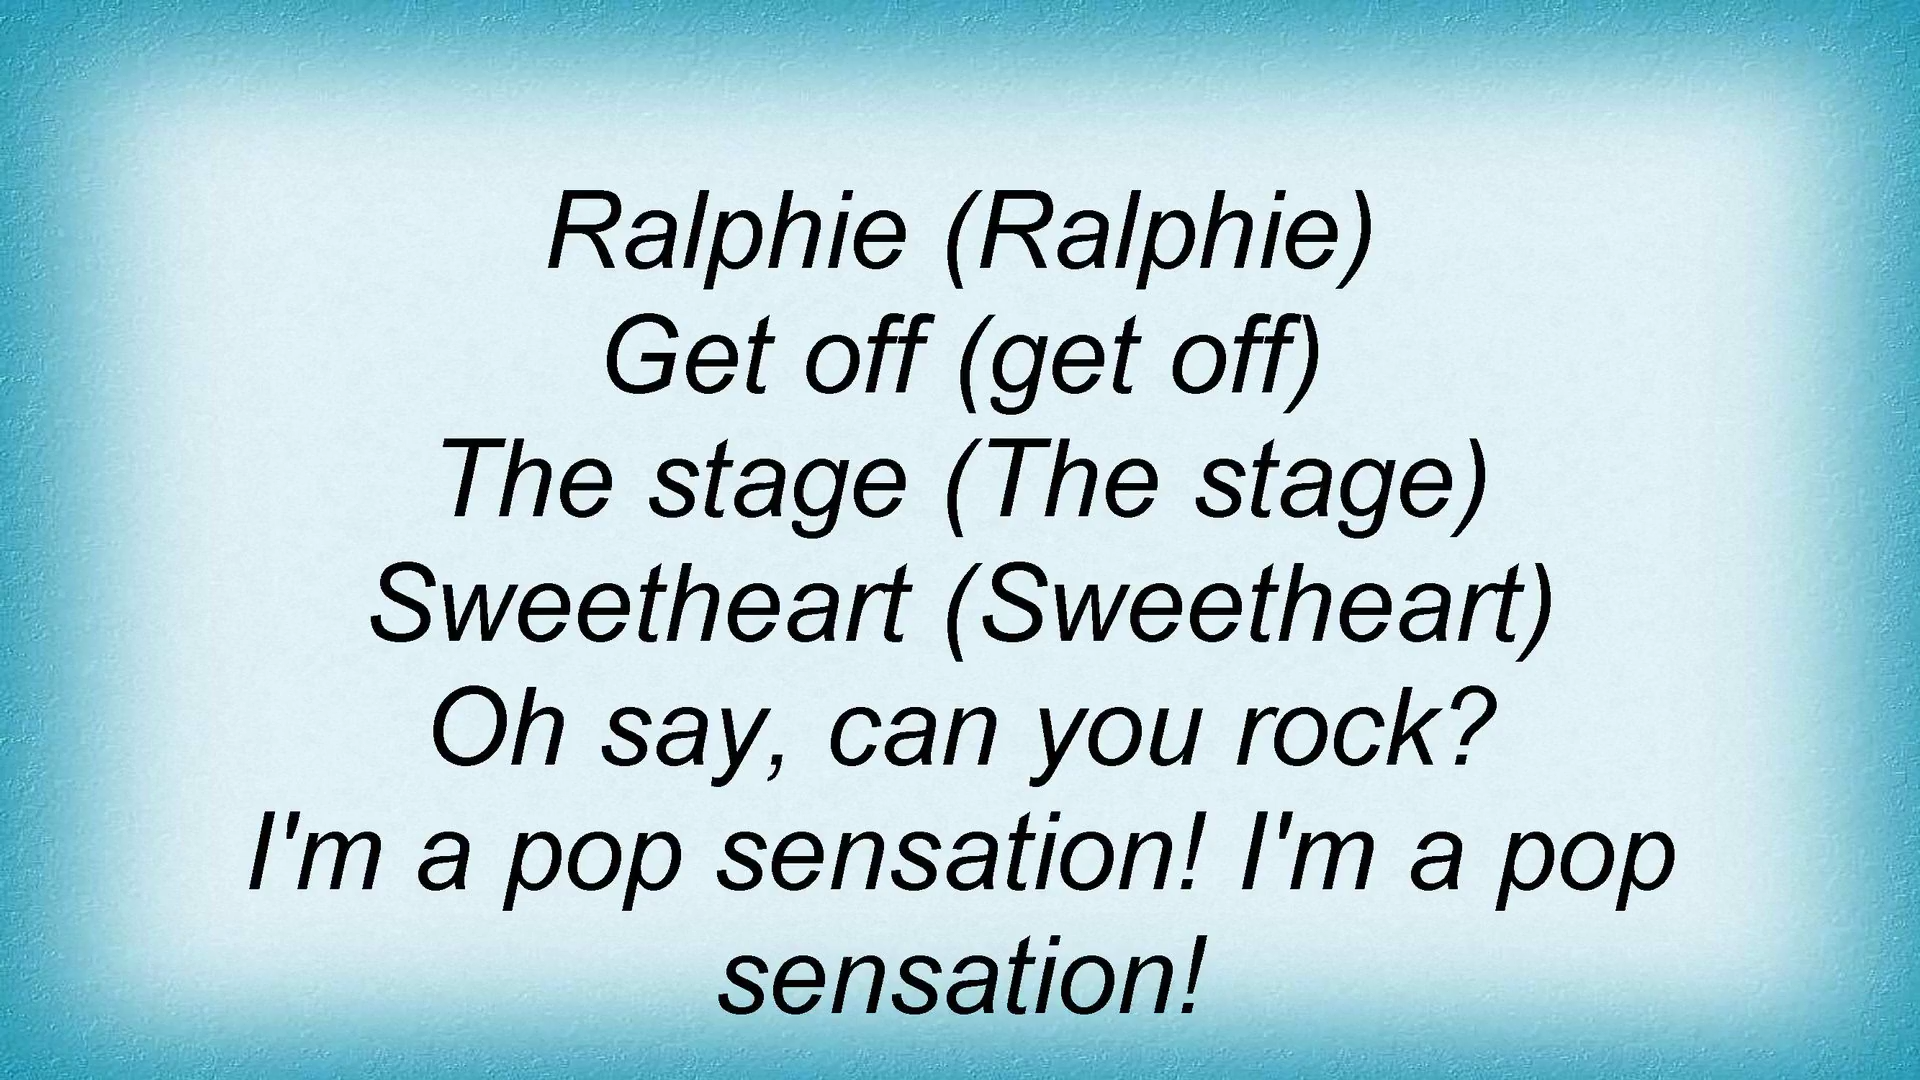 Ralphie (Ralphie)
Get off (get off)
The stage (The stage)
Sweetheart (Sweetheart)
Oh say, can you rock?
I'm a pop sensation! I'm a pop
sensation!